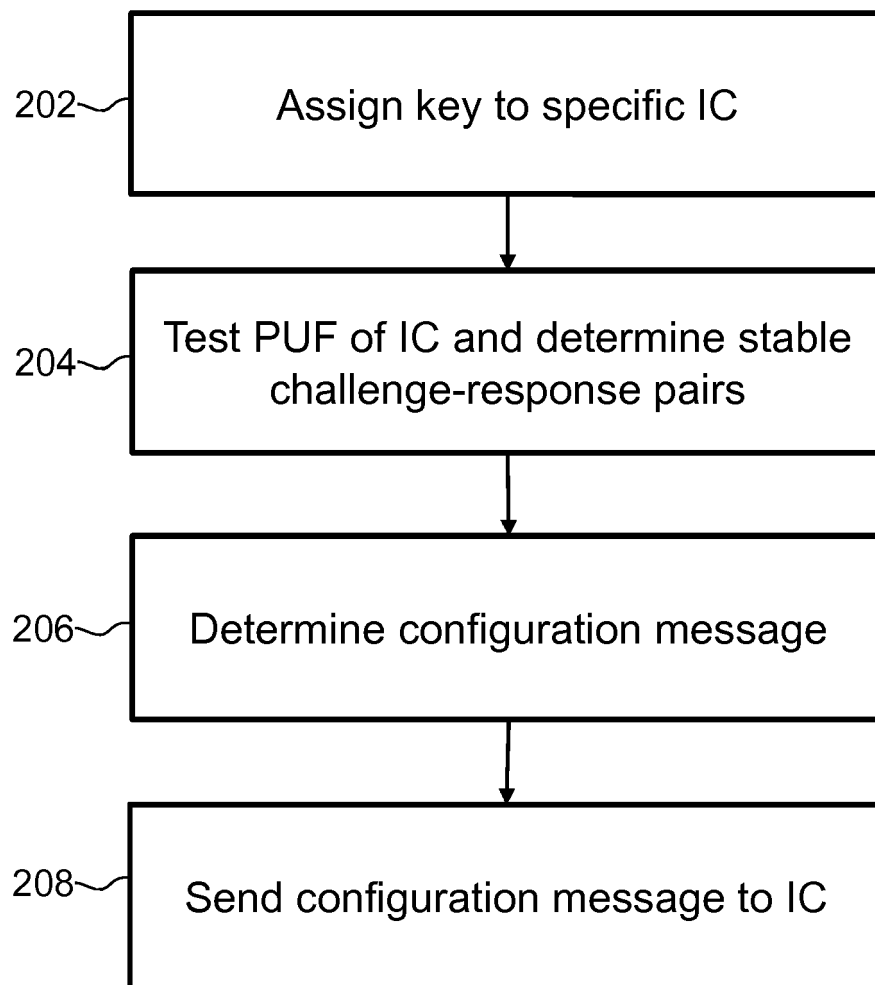 202
Assign key to specific IC
204
Test PUF of IC and determine stable
challenge-response pairs
206
Determine configuration message
208
Send configuration message to IC